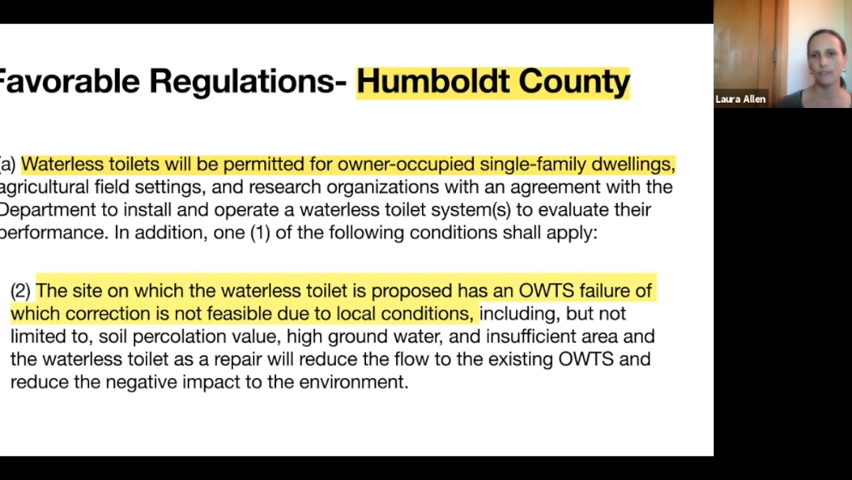 Favorable Regulations- Humboldt County
(a) Waterless toilets will be permitted for owner-occupied single-family dwellings,
agricultural field settings, and research organizations with an agreement with the
Department to install and operate a waterless toilet system(s) to evaluate their
performance. In addition, one (1) of the following conditions shall apply:
(2) The site on which the waterless toilet is proposed has an OWTS failure of
which correction is not feasible due to local conditions, including, but not
limited to, soil percolation value, high ground water, and insufficient area and
the waterless toilet as a repair will reduce the flow to the existing OWTS and
reduce the negative impact to the environment.
Laura Allen